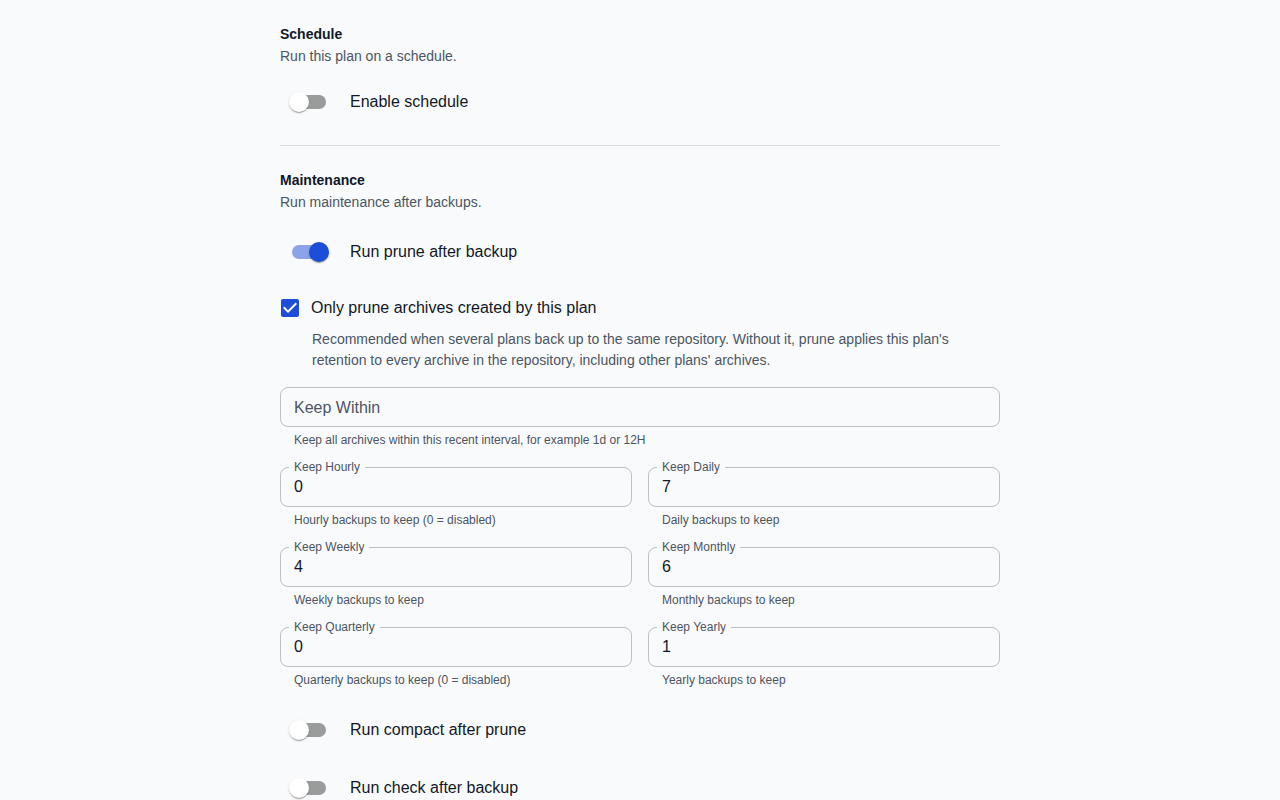 Schedule
Run this plan on a schedule.
Enable schedule
Maintenance
Run maintenance after backups.
Run prune after backup
Only prune archives created by this plan
Recommended when several plans back up to the same repository. Without it, prune applies this plan's
retention to every archive in the repository, including other plans' archives.
Keep Within
Keep all archives within this recent interval, for example 1d or 12H
Keep Hourly
0
Hourly backups to keep (0 = disabled)
Keep Daily
7
Daily backups to keep
Keep Weekly
4
Weekly backups to keep
Keep Monthly
6
Monthly backups to keep
Keep Quarterly
0
Quarterly backups to keep (0 = disabled)
Keep Yearly
1
Yearly backups to keep
Run compact after prune
Run check after backup